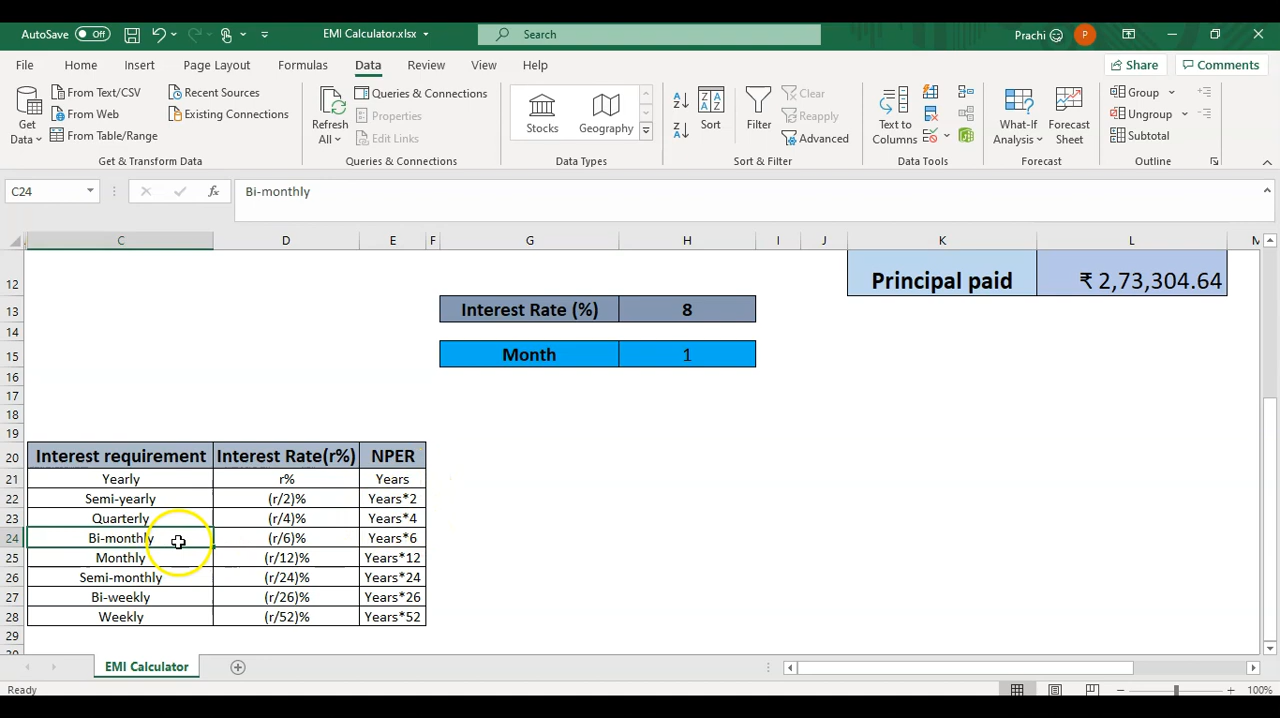 AutoSave Off EMI Calculator.xlsx Search Prachi P
File Home Insert Page Layout Formulas Data Review View Help Share Comments
Get Data
From Text/CSV
From Web
From Table/Range
Recent Sources
Existing Connections
Get & Transform Data
Refresh All
Queries & Connections
Properties
Edit Links
Queries & Connections
Stocks Geography
Data Types
Sort
Filter
Clear
Reapply
Advanced
Sort & Filter
Text to Columns
Data Tools
What-If Analysis
Forecast Sheet
Forecast
Group
Ungroup
Subtotal
Outline
C24 fx Bi-monthly
C D E F G H I J K L M
12 Principal paid ₹ 2,73,304.64
13 Interest Rate (%) 8
14
15 Month 1
16
17
18
19
20 Interest requirement Interest Rate(r%) NPER
21 Yearly r% Years
22 Semi-yearly (r/2)% Years*2
23 Quarterly (r/4)% Years*4
24 Bi-monthly (r/6)% Years*6
25 Monthly (r/12)% Years*12
26 Semi-monthly (r/24)% Years*24
27 Bi-weekly (r/26)% Years*26
28 Weekly (r/52)% Years*52
29
EMI Calculator
Ready 100%